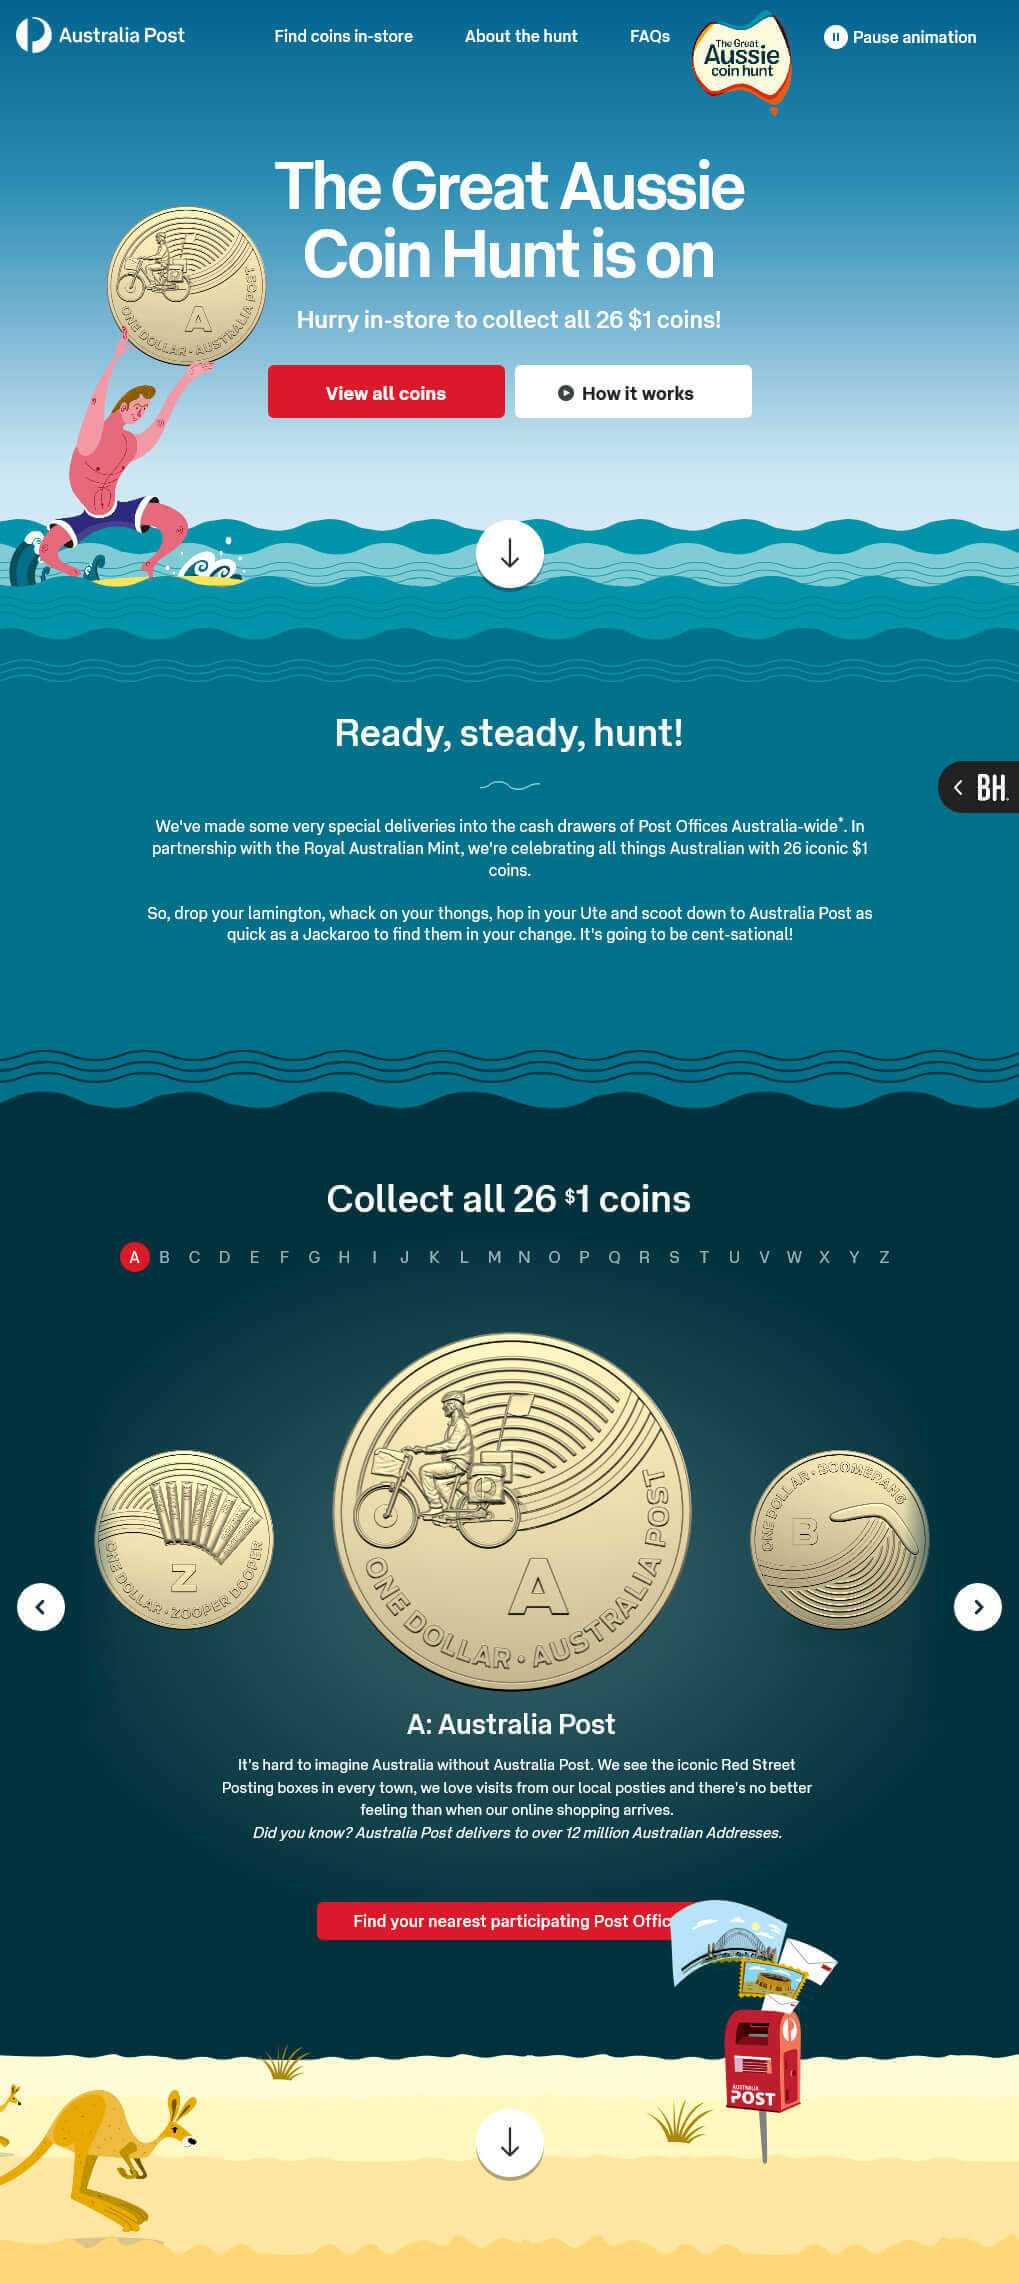 Australia Post
Find coins in-store
About the hunt
FAQs
The Great
Aussie
coin hunt
Pause animation
The Great Aussie
Coin Hunt is on
Hurry in-store to collect all 26 $1 coins!
A
ONE DOLLAR · AUSTRALIA POST
View all coins
How it works
Ready, steady, hunt!
BH.
We've made some very special deliveries into the cash drawers of Post Offices Australia-wide*. In
partnership with the Royal Australian Mint, we're celebrating all things Australian with 26 iconic $1
coins.
So, drop your lamington, whack on your thongs, hop in your Ute and scoot down to Australia Post as
quick as a Jackaroo to find them in your change. It's going to be cent-sational!
Collect all 26 $1 coins
A B C D E F G H I J K L M N O P Q R S T U V W X Y Z
Z
ONE DOLLAR · ZOOPER DOOPER
A
ONE DOLLAR · AUSTRALIA POST
ONE DOLLAR · BOOMERANG
B
A: Australia Post
It's hard to imagine Australia without Australia Post. We see the iconic Red Street
Posting boxes in every town, we love visits from our local posties and there's no better
feeling than when our online shopping arrives.
Did you know? Australia Post delivers to over 12 million Australian Addresses.
Find your nearest participating Post Offic
AUSTRALIA
POST